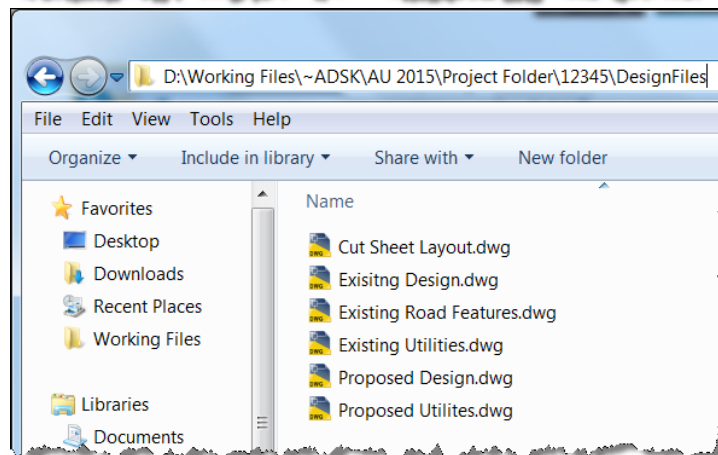 D:\Working Files\~ADSK\AU 2015\Project Folder\12345\DesignFiles
File Edit View Tools Help
Organize Include in library Share with New folder
Favorites
Desktop
Downloads
Recent Places
Working Files
Libraries
Documents
Name
Cut Sheet Layout.dwg
Exisitng Design.dwg
Existing Road Features.dwg
Existing Utilities.dwg
Proposed Design.dwg
Proposed Utilites.dwg